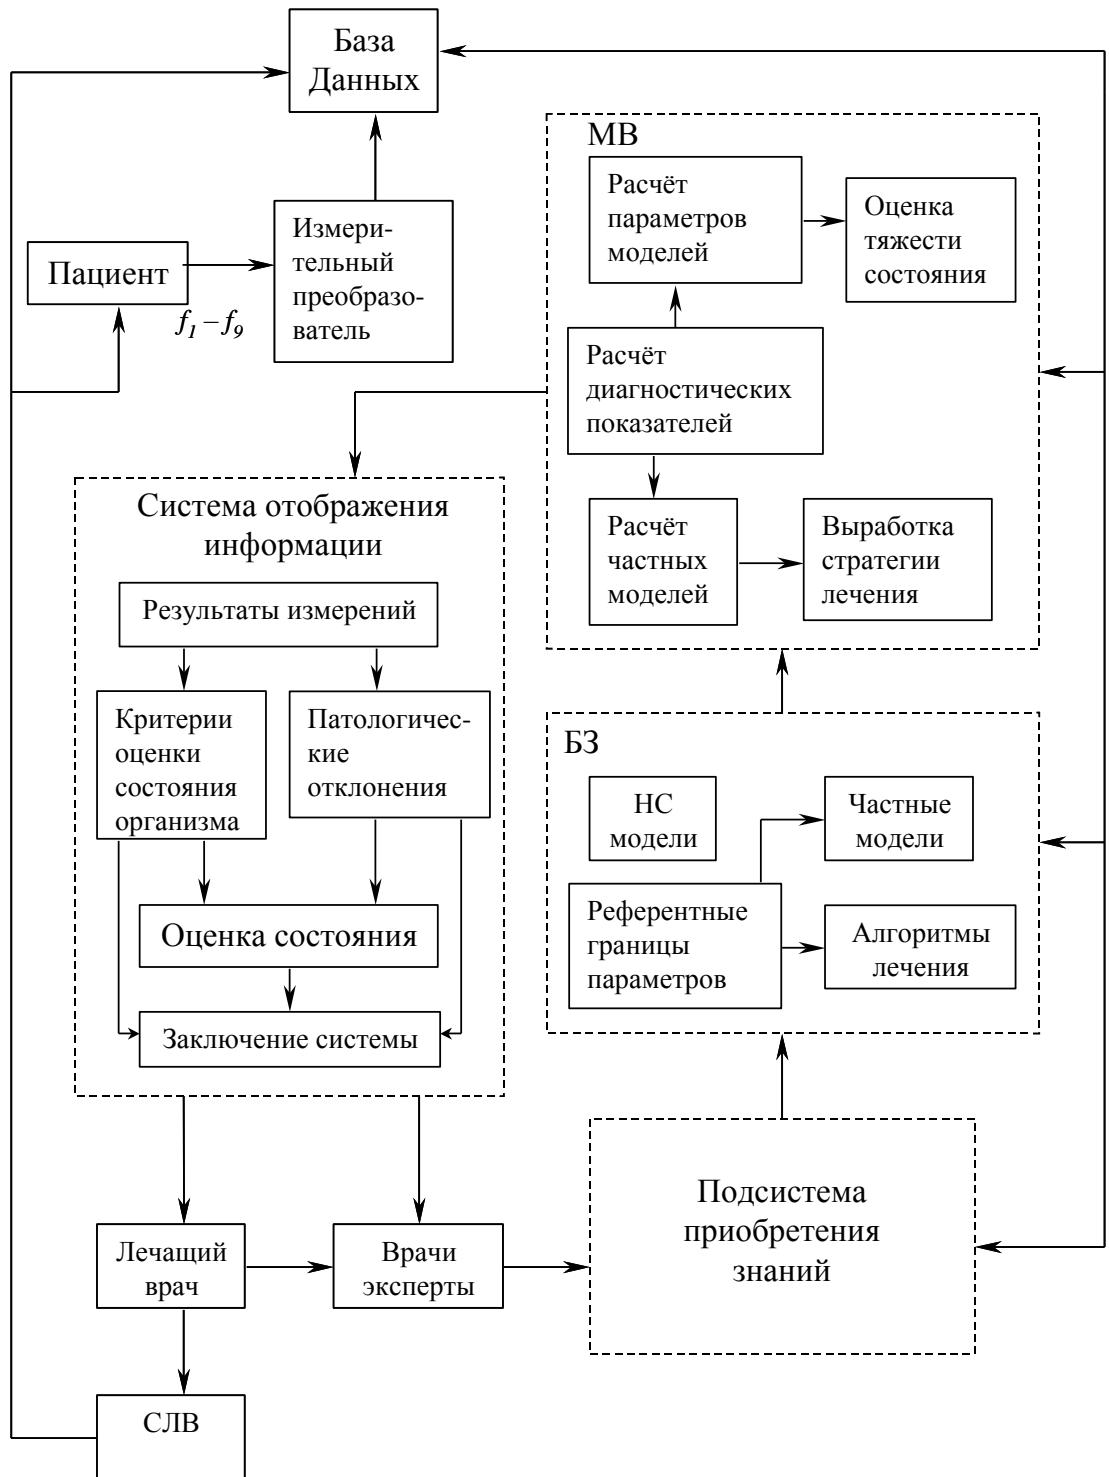 База
Данных
МВ
Расчёт
параметров
моделей
Оценка
тяжести
состояния
Измери-
тельный
преобразо-
ватель
Пациент
f1 – f9
Расчёт
диагностических
показателей
Расчёт
частных
моделей
Выработка
стратегии
лечения
Система отображения
информации
Результаты измерений
Критерии
оценки
состояния
организма
Патологичес-
кие
отклонения
Оценка состояния
Заключение системы
БЗ
НС
модели
Частные
модели
Референтные
границы
параметров
Алгоритмы
лечения
Подсистема
приобретения
знаний
Лечащий
врач
Врачи
эксперты
СЛВ